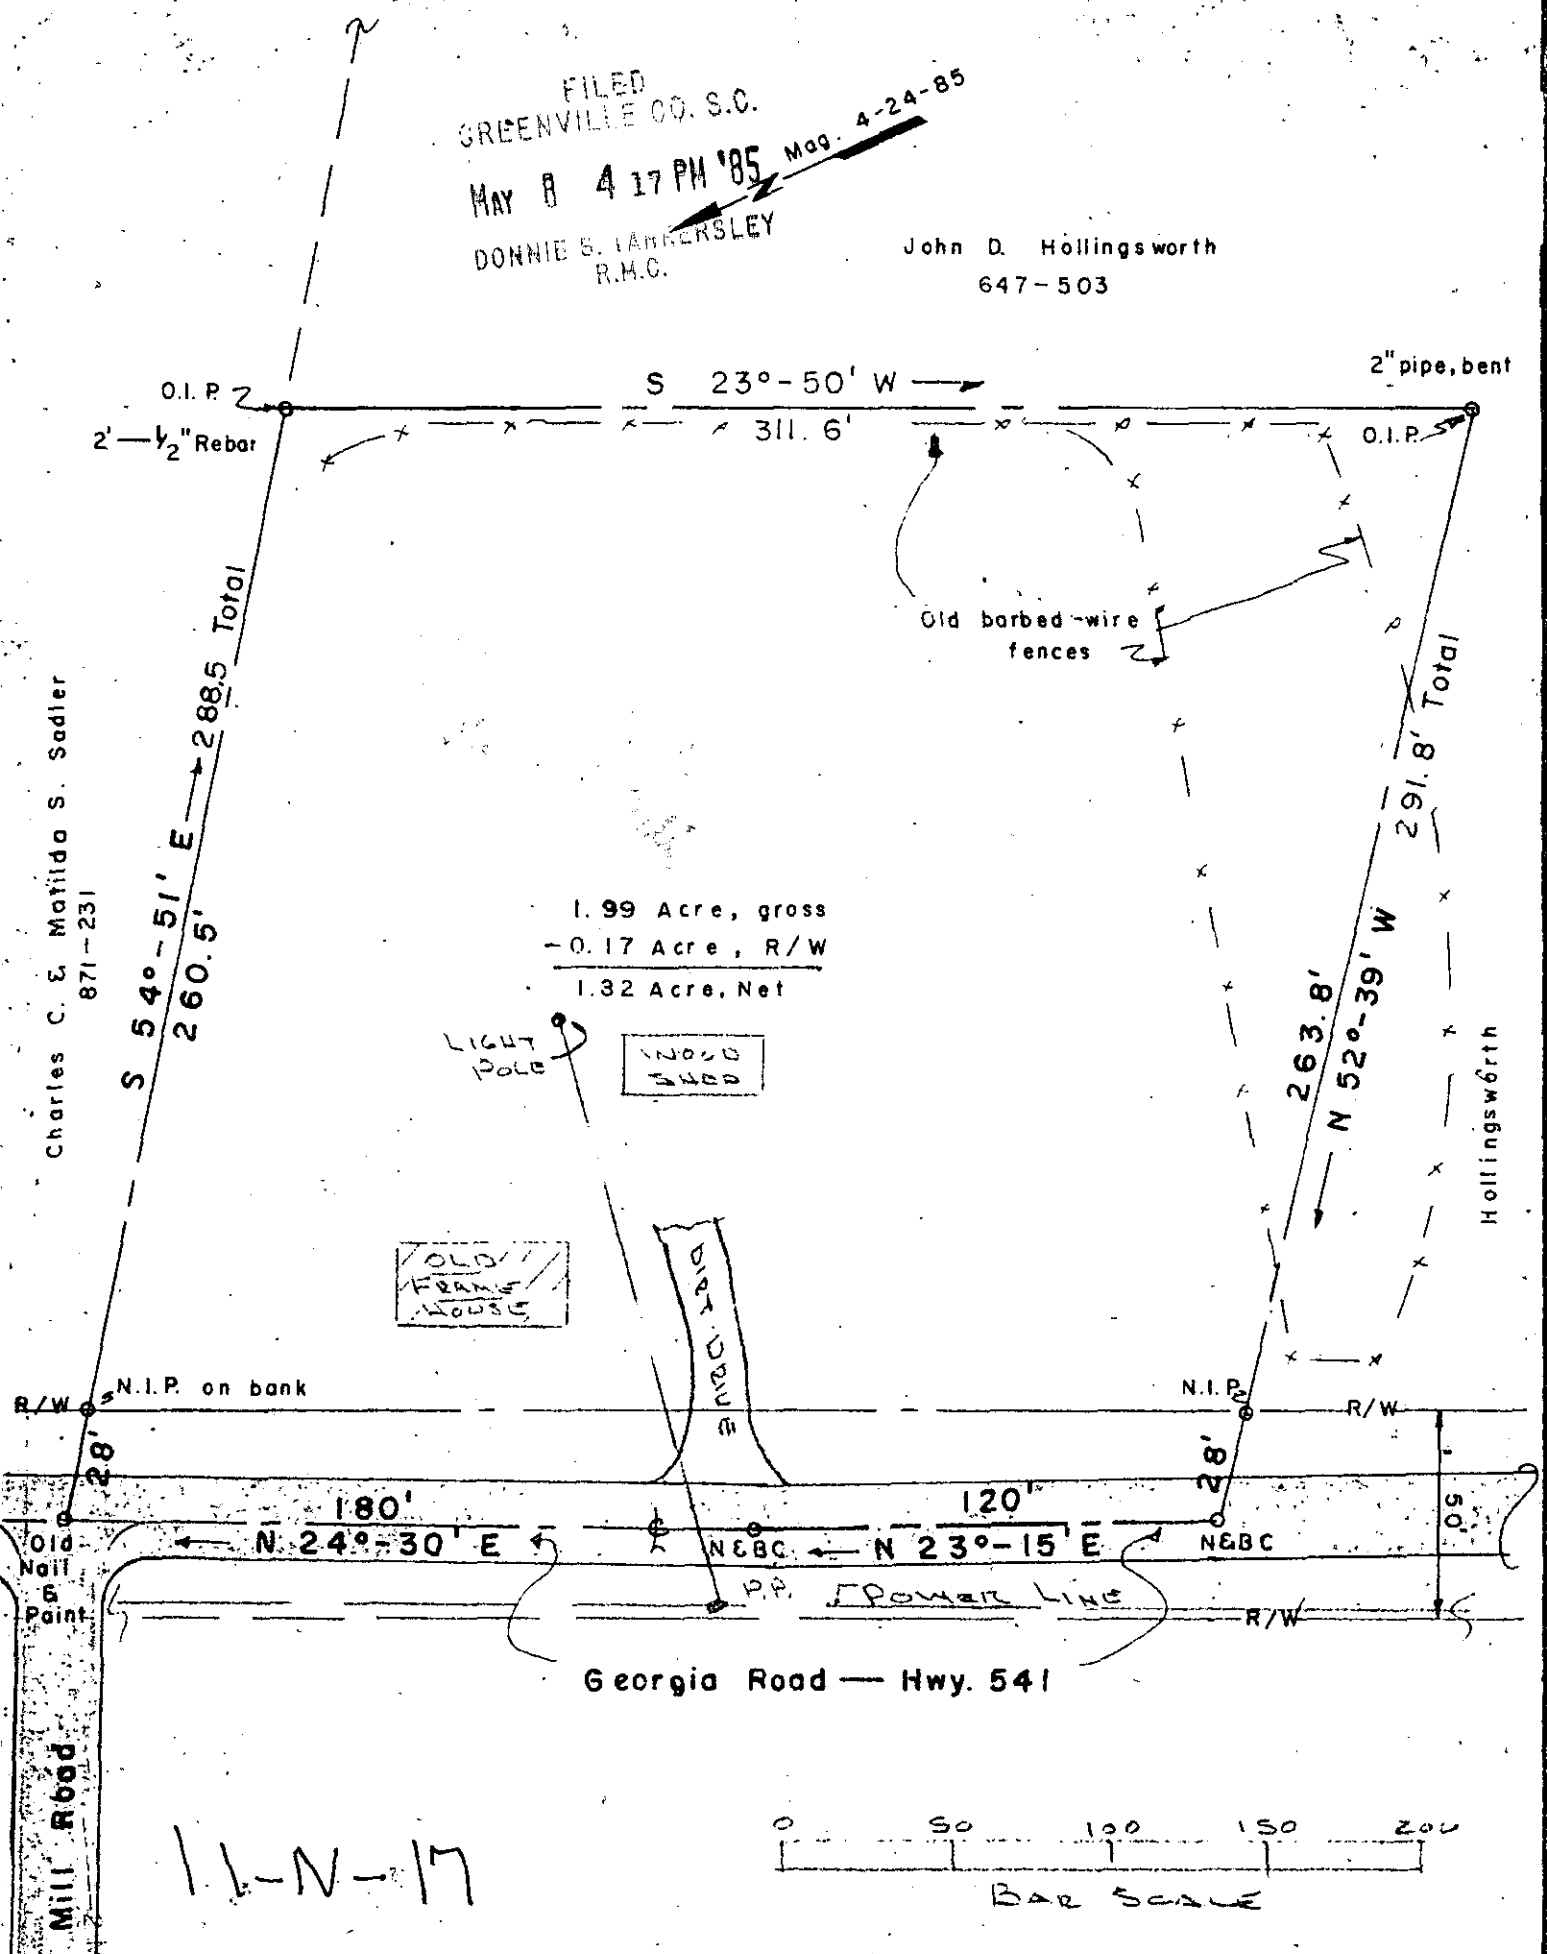 FILED
GREENVILLE CO. S.C.
MAY 8 4 17 PM '85
DONNIE S. TANKERSLEY
R.M.C.
Mag. 4-24-85
John D. Hollingsworth
647-503
O.I.P.
2' — 1/2" Rebar
S 23°-50' W
311.6'
2" pipe, bent
O.I.P.
Old barbed-wire
fences
Charles C. & Matilda S. Sadler
871-231
S 54°-51' E 288.5 Total
260.5'
291.8' Total
263.8'
N 52°-39' W
Hollingsworth
1.99 Acre, gross
-0.17 Acre, R/W
1.32 Acre, Net
LIGHT
POLE
WOOD
SHED
OLD
FRAME
HOUSE
DIRT DRIVE
R/W
N.I.P. on bank
N.I.P.
R/W
28'
28'
50'
180'
120'
N 24°-30' E
N&BC
N 23°-15' E
N&BC
Old
Nail
&
Paint
P.P.
POWER LINE
R/W
Georgia Road — Hwy. 541
Mill Road
11-N-17
0 50 100 150 200
BAR SCALE